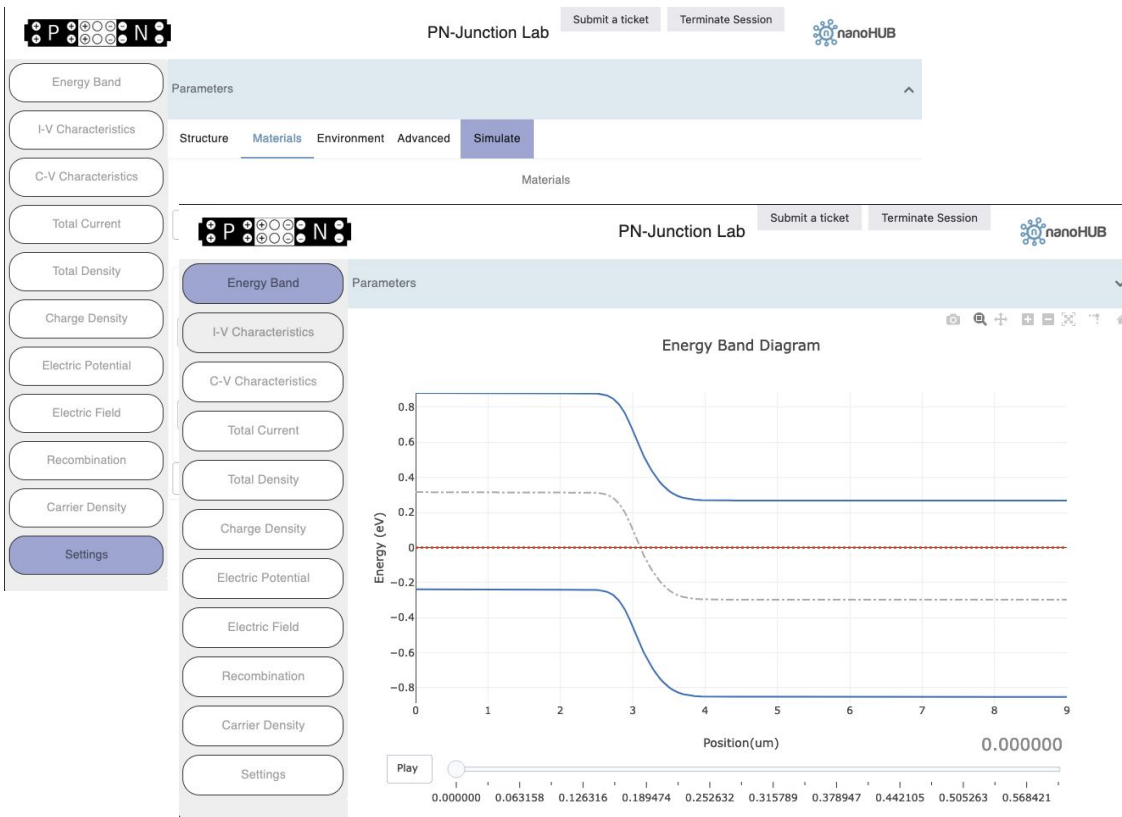 P N
PN-Junction Lab
Submit a ticket
Terminate Session
nanoHUB
Energy Band
I-V Characteristics
C-V Characteristics
Total Current
Total Density
Charge Density
Electric Potential
Electric Field
Recombination
Carrier Density
Settings
Parameters
Structure Materials Environment Advanced Simulate
Materials
P N
PN-Junction Lab
Submit a ticket
Terminate Session
nanoHUB
Energy Band
I-V Characteristics
C-V Characteristics
Total Current
Total Density
Charge Density
Electric Potential
Electric Field
Recombination
Carrier Density
Settings
Parameters
Energy Band Diagram
Energy (eV)
0.8
0.6
0.4
0.2
0
−0.2
−0.4
−0.6
−0.8
0 1 2 3 4 5 6 7 8 9
Position(um)
0.000000
Play
0.000000 0.063158 0.126316 0.189474 0.252632 0.315789 0.378947 0.442105 0.505263 0.568421